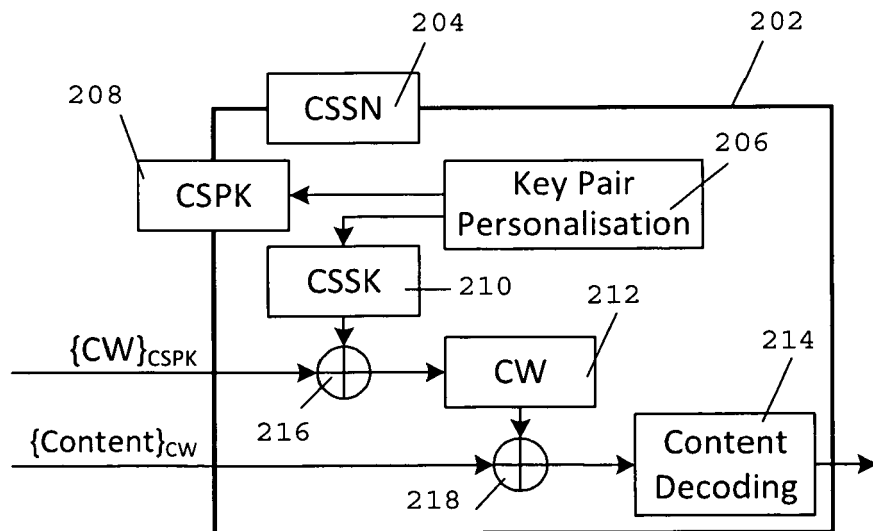 204
202
208
CSSN
206
CSPK
Key Pair
Personalisation
CSSK
210
212
{CW}CSPK
CW
214
216
{Content}CW
Content
Decoding
218